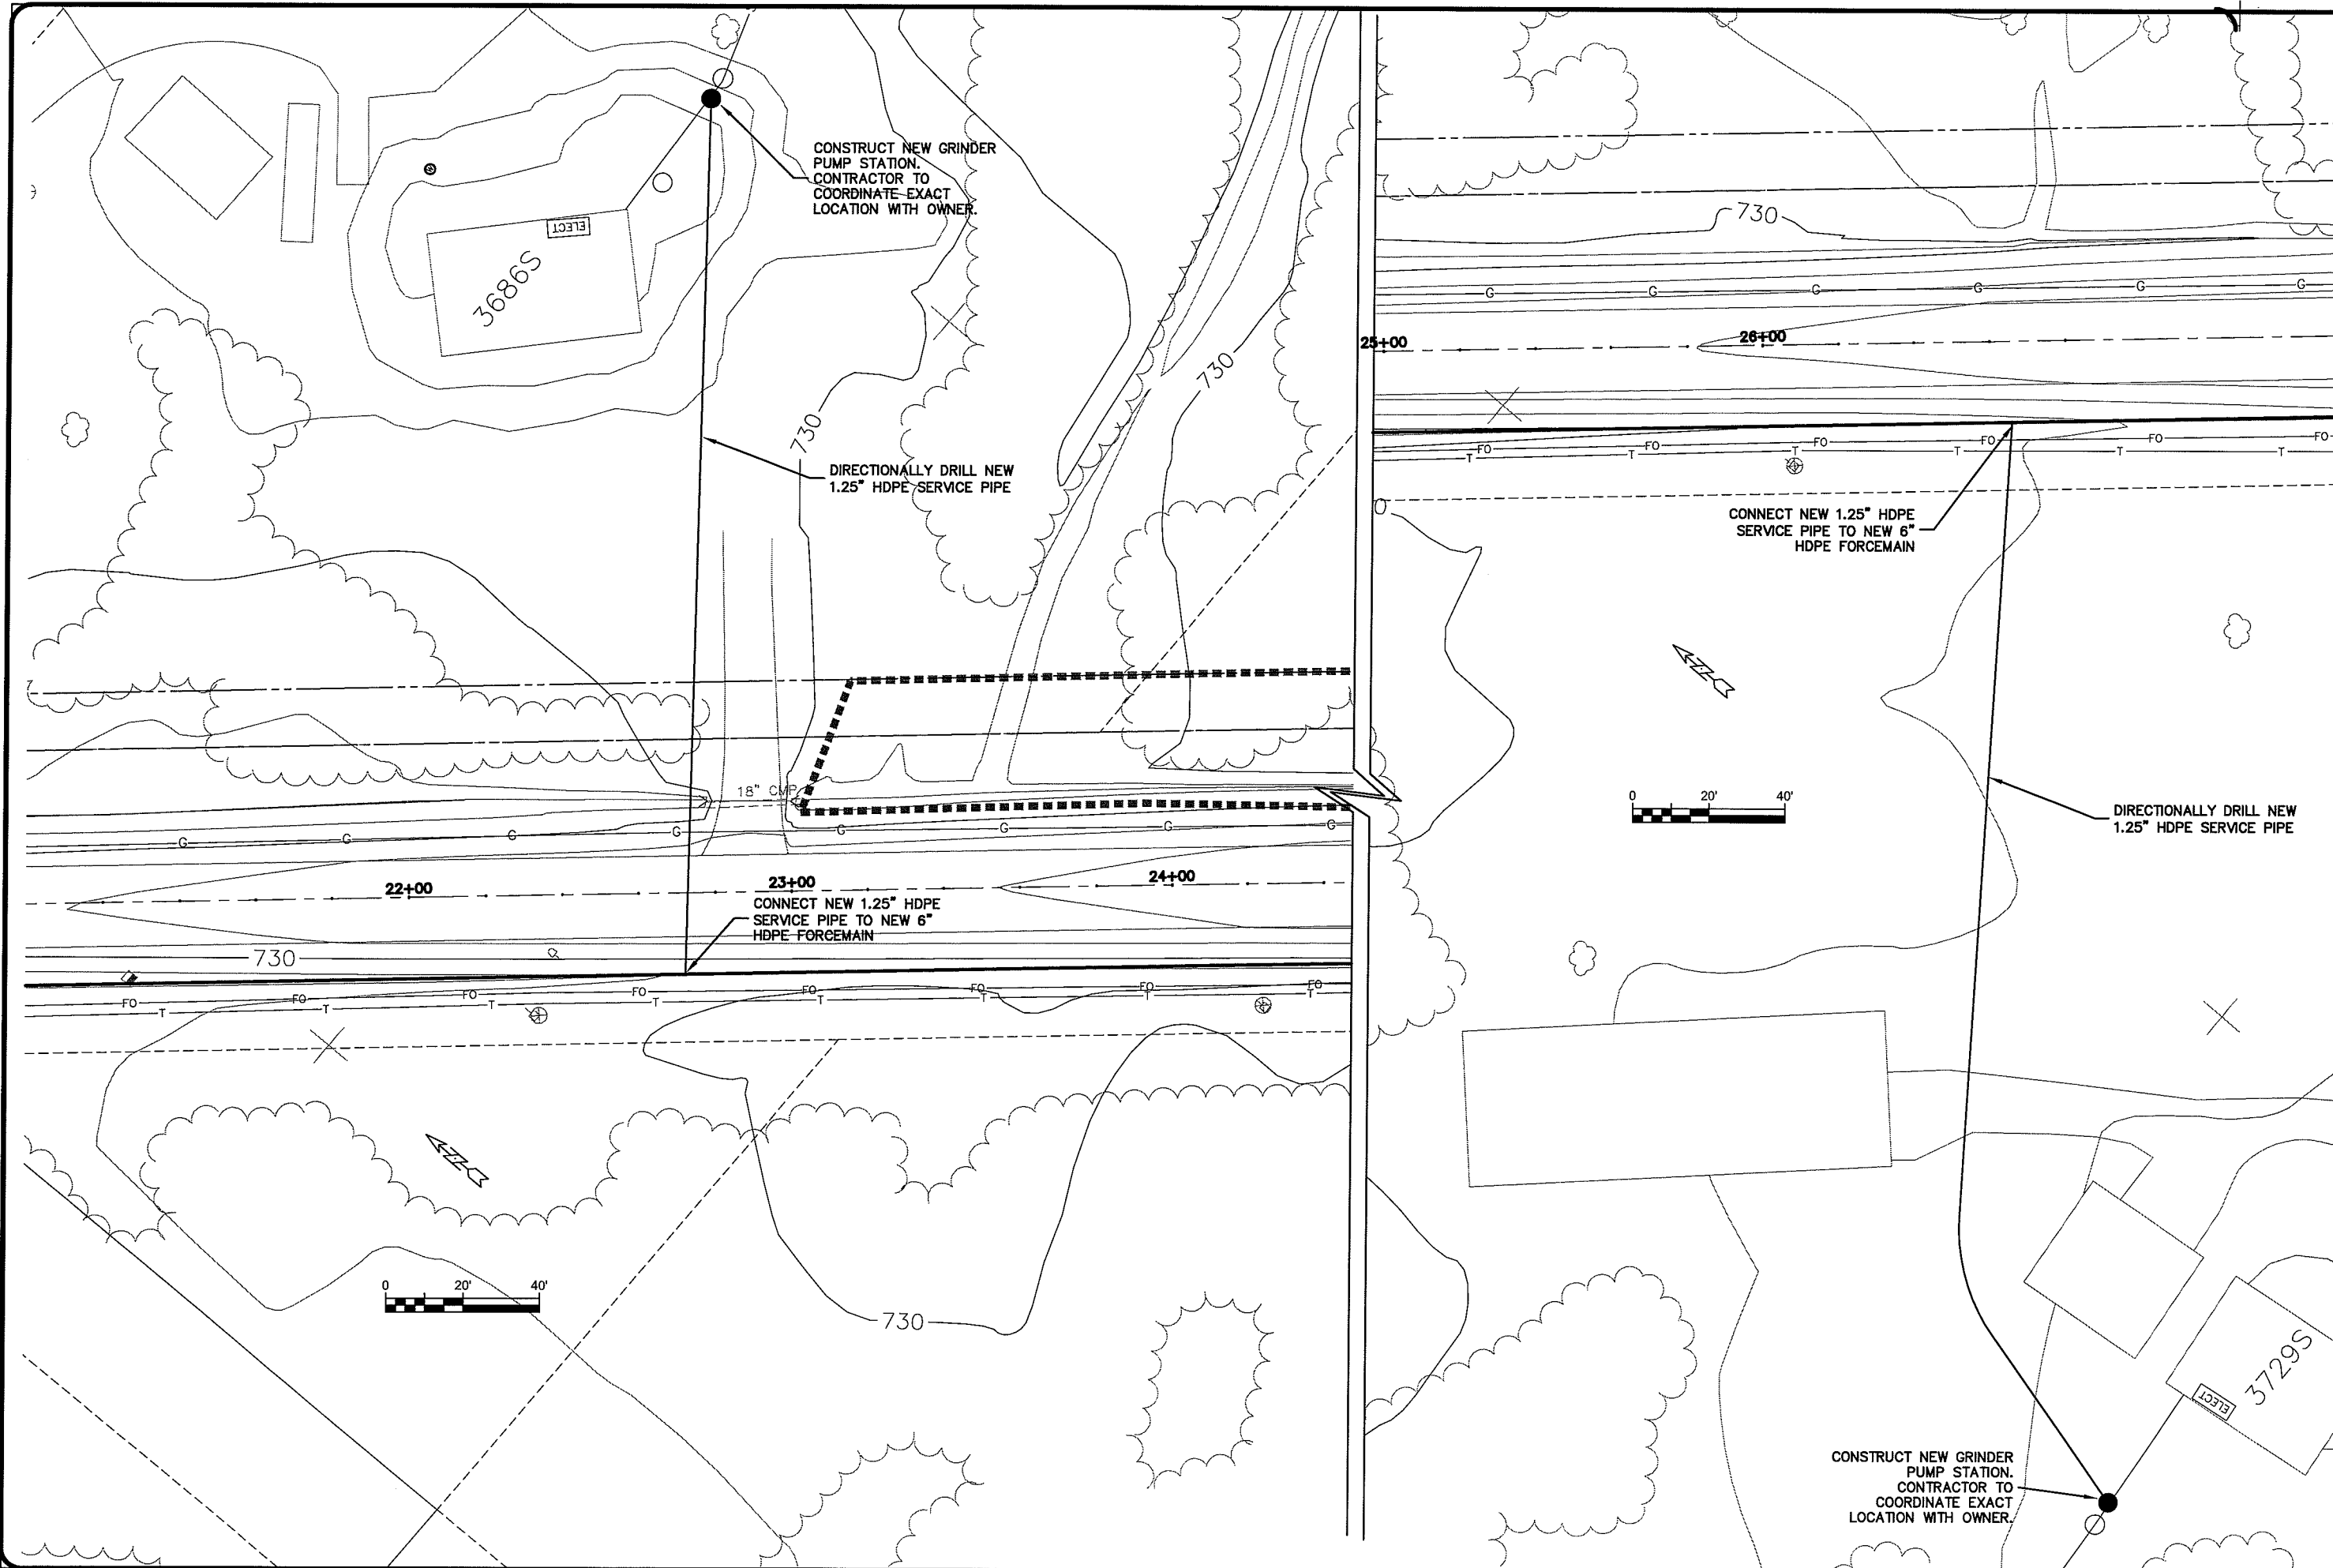 CONSTRUCT NEW GRINDER
PUMP STATION.
CONTRACTOR TO
COORDINATE EXACT
LOCATION WITH OWNER.
ELECT
3686S
730
730
DIRECTIONALLY DRILL NEW
1.25" HDPE SERVICE PIPE
18" CMP
G G G G G G G G
22+00
23+00
24+00
CONNECT NEW 1.25" HDPE
SERVICE PIPE TO NEW 6"
HDPE FORCEMAIN
730
FO FO FO FO FO FO FO FO
T T T T T T T T
0 20' 40'
730
730
G G G G G G
25+00
26+00
FO FO FO FO FO FO
T T T T T T
0
CONNECT NEW 1.25" HDPE
SERVICE PIPE TO NEW 6"
HDPE FORCEMAIN
0 20' 40'
DIRECTIONALLY DRILL NEW
1.25" HDPE SERVICE PIPE
3729S
ELECT
CONSTRUCT NEW GRINDER
PUMP STATION.
CONTRACTOR TO
COORDINATE EXACT
LOCATION WITH OWNER.